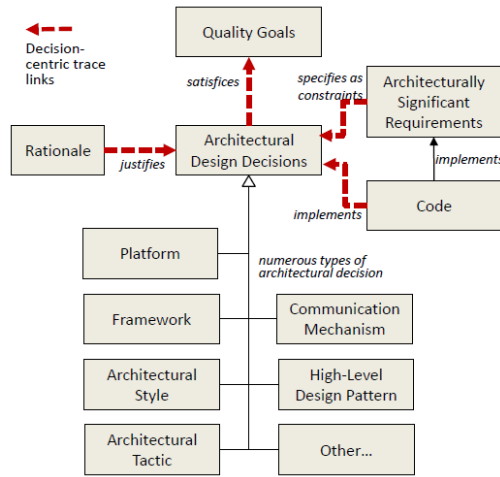 Decision-
centric trace
links
Quality Goals
satisfices
specifies as
constraints
Architecturally
Significant
Requirements
Rationale
justifies
Architectural
Design Decisions
implements
implements
Code
Platform
numerous types of
architectural decision
Framework
Communication
Mechanism
Architectural
Style
High-Level
Design Pattern
Architectural
Tactic
Other...